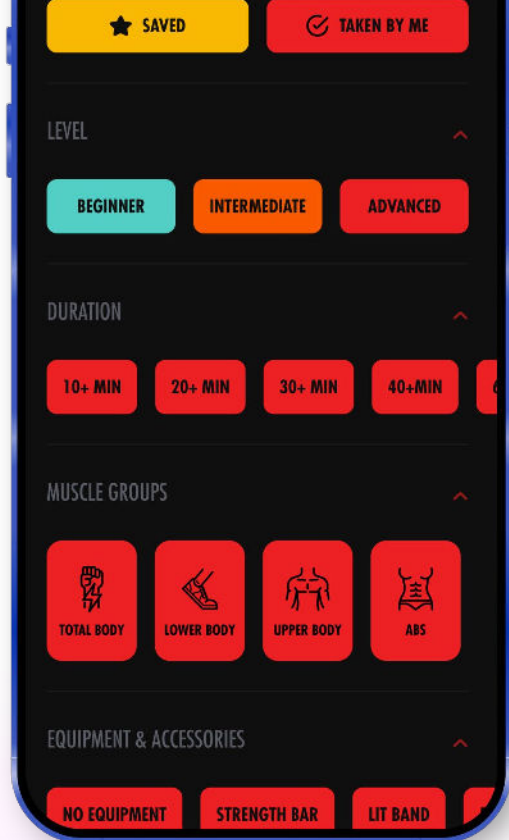 SAVED
TAKEN BY ME
LEVEL
BEGINNER
INTERMEDIATE
ADVANCED
DURATION
10+ MIN
20+ MIN
30+ MIN
40+MIN
MUSCLE GROUPS
TOTAL BODY
LOWER BODY
UPPER BODY
ABS
EQUIPMENT & ACCESSORIES
NO EQUIPMENT
STRENGTH BAR
LIT BAND